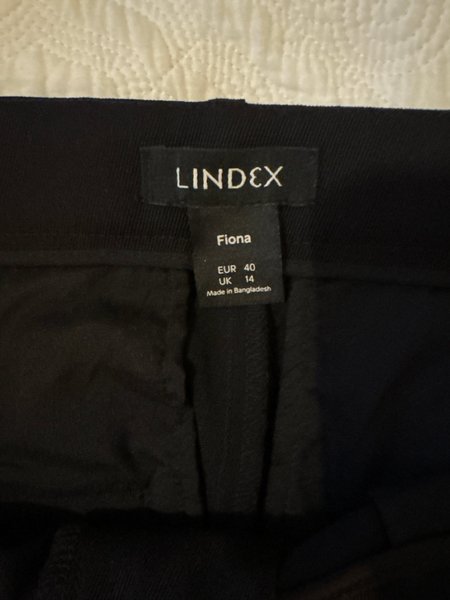 LINDEX
Fiona
EUR 40
UK 14
Made in Bangladesh